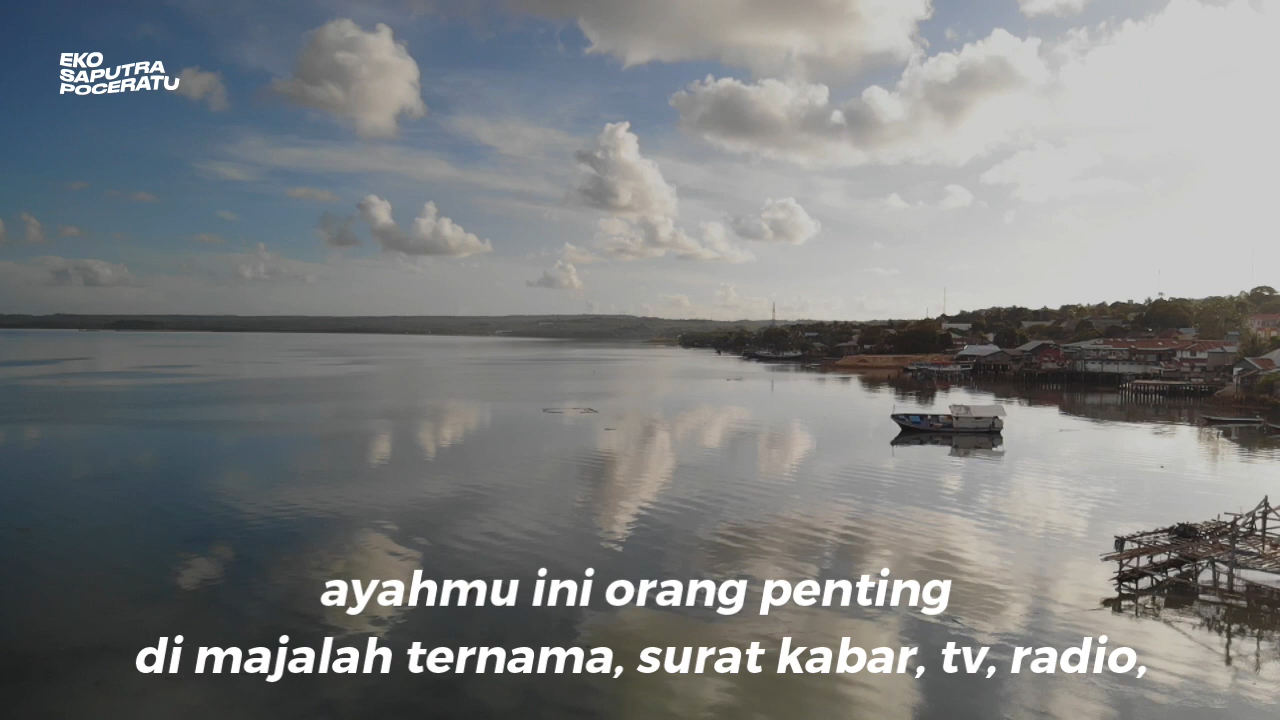 EKO
SAPUTRA
POCERATU
ayahmu ini orang penting
di majalah ternama, surat kabar, tv, radio,